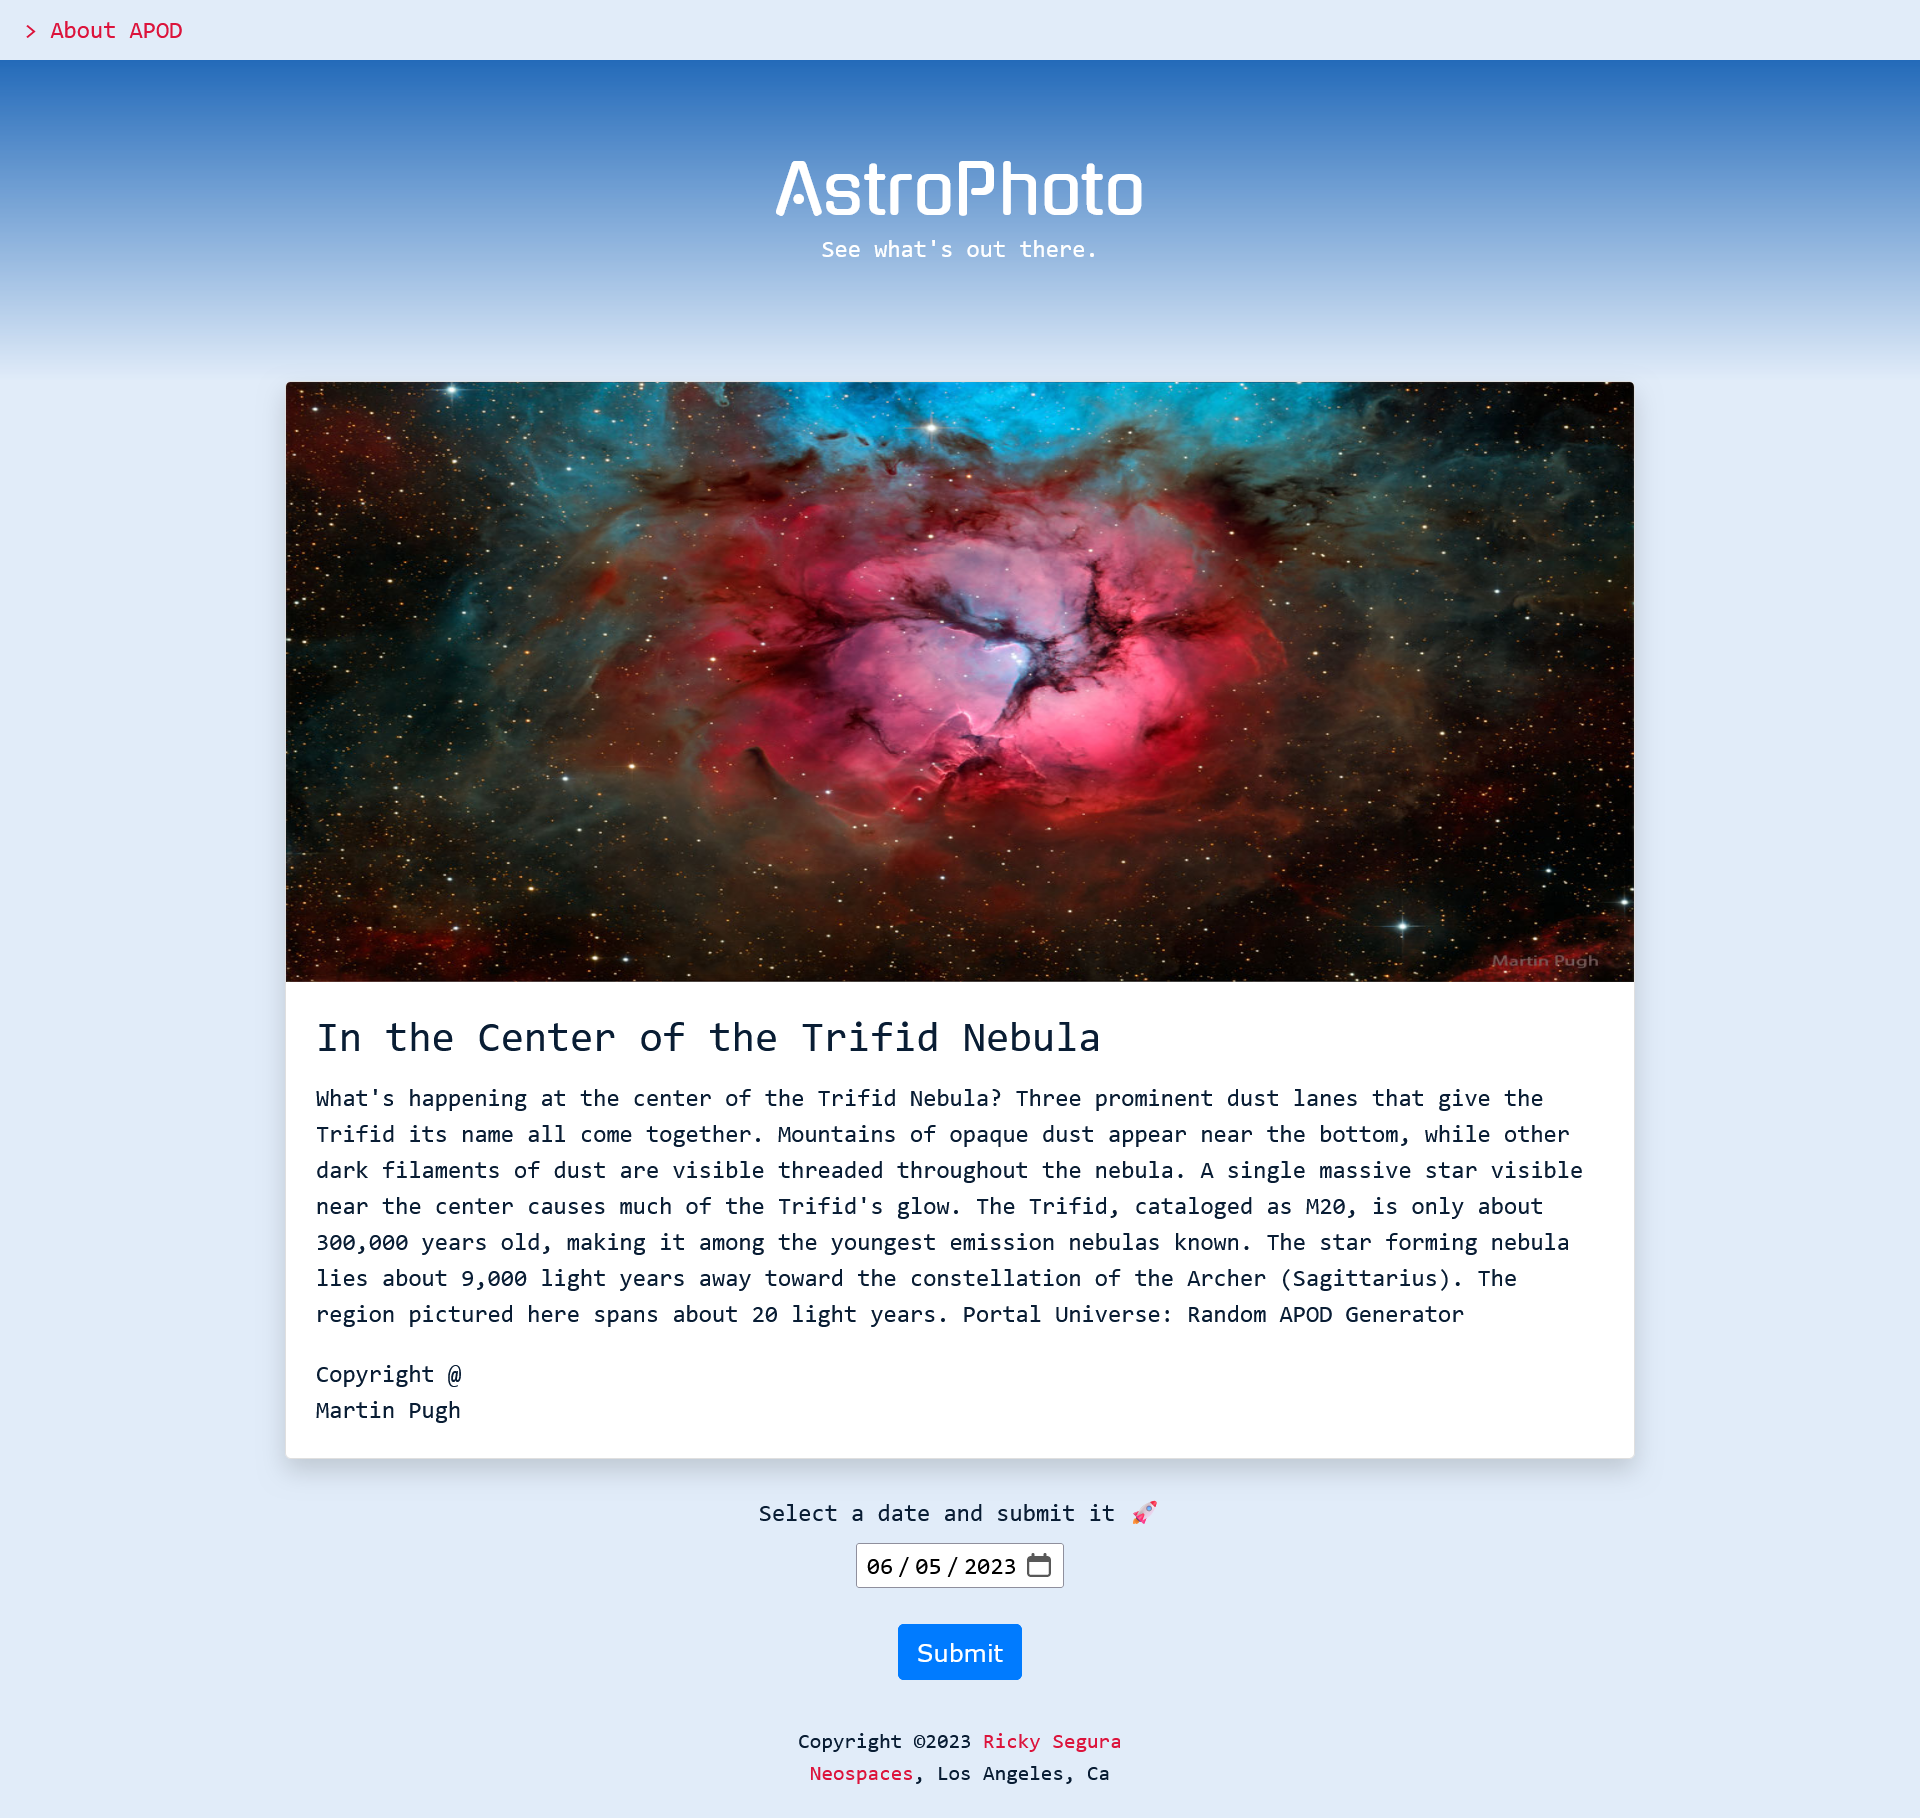 > About APOD
AstroPhoto
See what's out there.
Martin Pugh
In the Center of the Trifid Nebula
What's happening at the center of the Trifid Nebula? Three prominent dust lanes that give the
Trifid its name all come together. Mountains of opaque dust appear near the bottom, while other
dark filaments of dust are visible threaded throughout the nebula. A single massive star visible
near the center causes much of the Trifid's glow. The Trifid, cataloged as M20, is only about
300,000 years old, making it among the youngest emission nebulas known. The star forming nebula
lies about 9,000 light years away toward the constellation of the Archer (Sagittarius). The
region pictured here spans about 20 light years. Portal Universe: Random APOD Generator
Copyright @
Martin Pugh
Select a date and submit it 🚀
06/05/2023
Submit
Copyright ©2023 Ricky Segura
Neospaces, Los Angeles, Ca